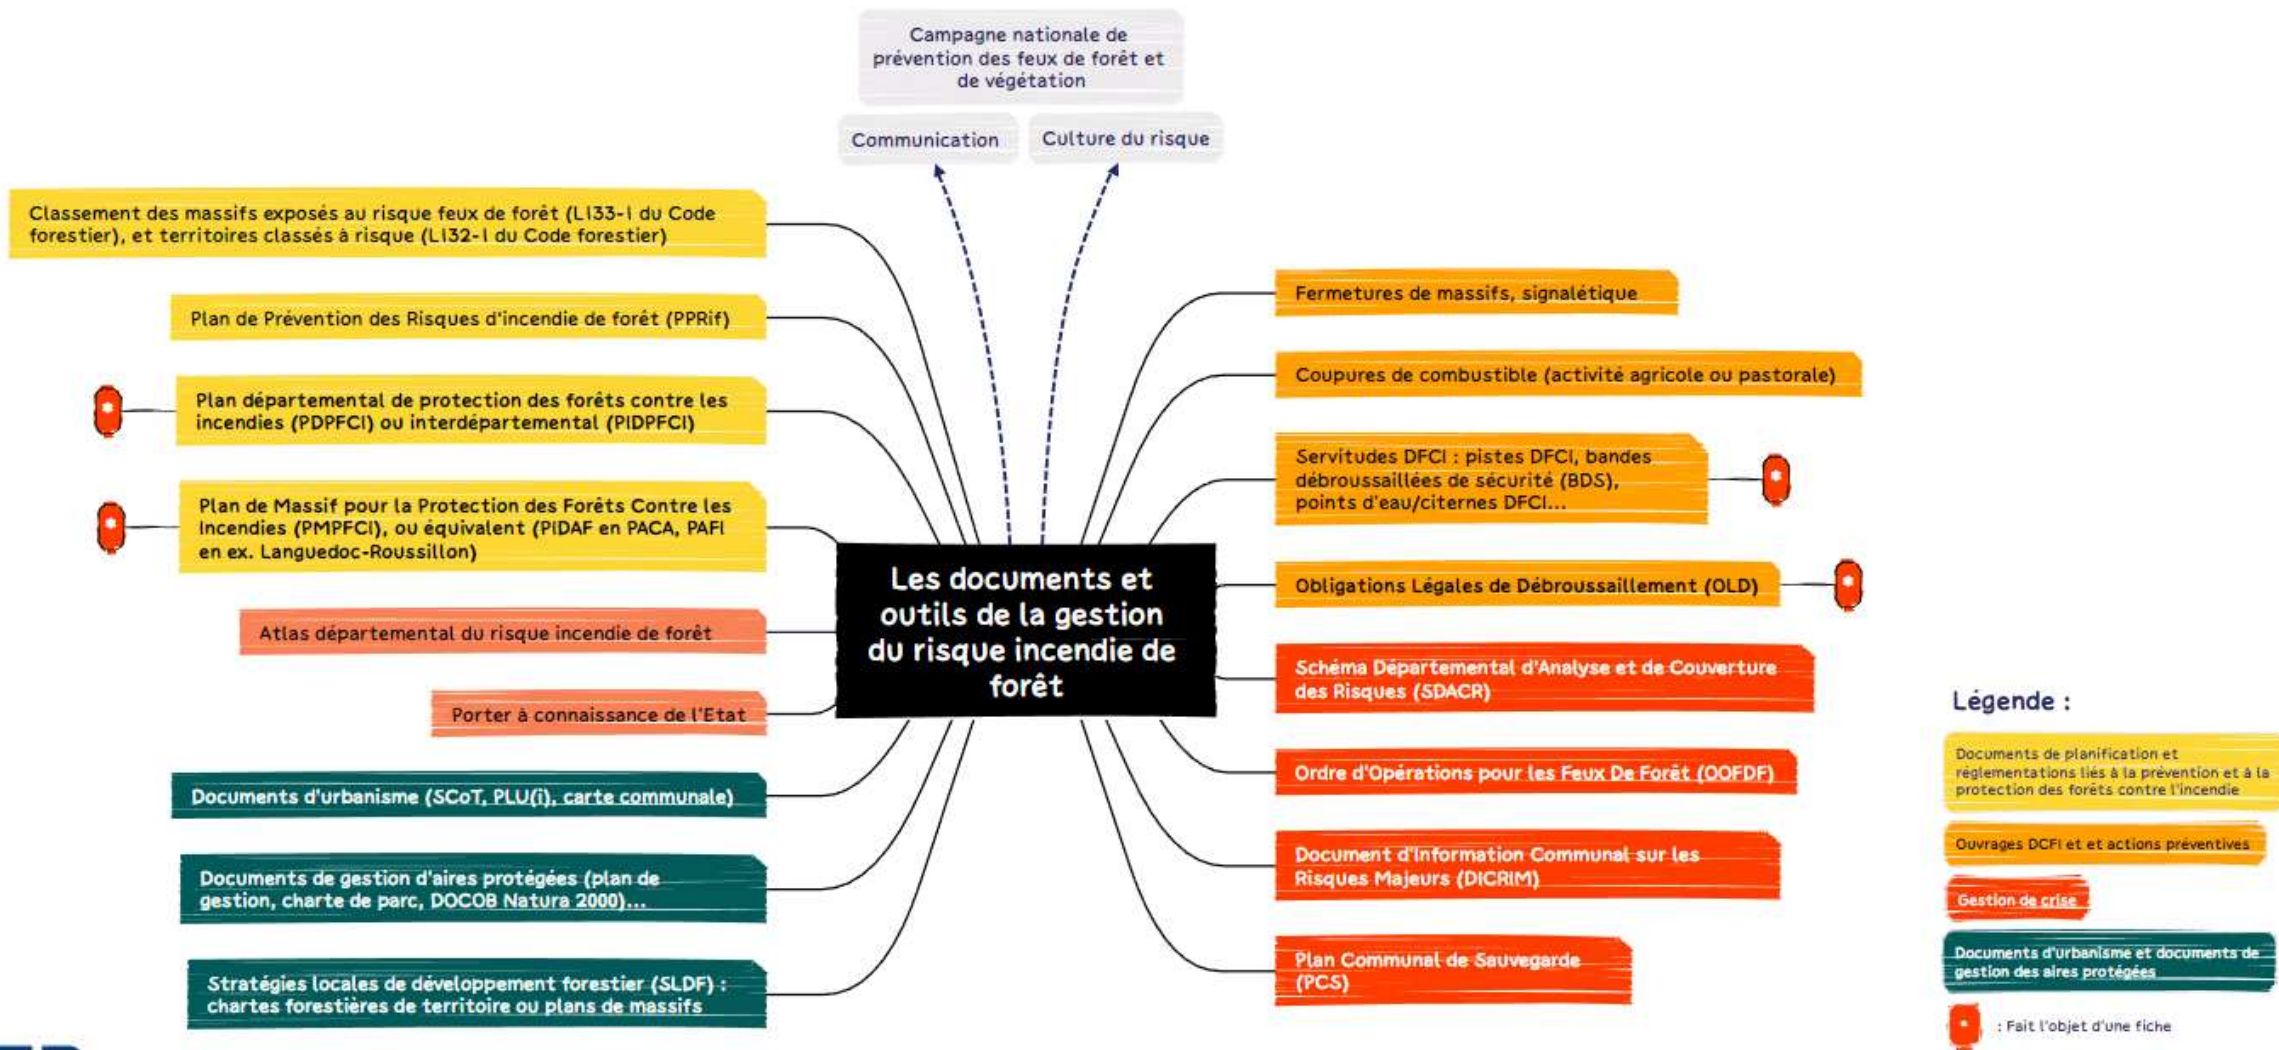 Campagne nationale de
prévention des feux de forêt et
de végétation
Communication
Culture du risque
Classement des massifs exposés au risque feux de forêt (L133-1 du Code
forestier), et territoires classés à risque (L132-1 du Code forestier)
Plan de Prévention des Risques d'incendie de forêt (PPRif)
Plan départemental de protection des forêts contre les
incendies (PDPFCI) ou interdépartemental (PIDPFCI)
Plan de Massif pour la Protection des Forêts Contre les
Incendies (PMPFCI), ou équivalent (PIDAF en PACA, PAFI
en ex. Languedoc-Roussillon)
Atlas départemental du risque incendie de forêt
Porter à connaissance de l'Etat
Documents d'urbanisme (SCoT, PLU(i), carte communale)
Documents de gestion d'aires protégées (plan de
gestion, charte de parc, DOCOB Natura 2000)...
Stratégies locales de développement forestier (SLDF) :
chartes forestières de territoire ou plans de massifs
Les documents et
outils de la gestion
du risque incendie de
forêt
Fermetures de massifs, signalétique
Coupures de combustible (activité agricole ou pastorale)
Servitudes DFCI : pistes DFCI, bandes
débroussaillées de sécurité (BDS),
points d'eau/citernes DFCI...
Obligations Légales de Débroussaillement (OLD)
Schéma Départemental d'Analyse et de Couverture
des Risques (SDACR)
Ordre d'Opérations pour les Feux De Forêt (OOFDF)
Document d'Information Communal sur les
Risques Majeurs (DICRIM)
Plan Communal de Sauvegarde
(PCS)
Légende :
Documents de planification et
réglementations liés à la prévention et à la
protection des forêts contre l'incendie
Ouvrages DCFI et et actions préventives
Gestion de crise
Documents d'urbanisme et documents de
gestion des aires protégées
: Fait l'objet d'une fiche